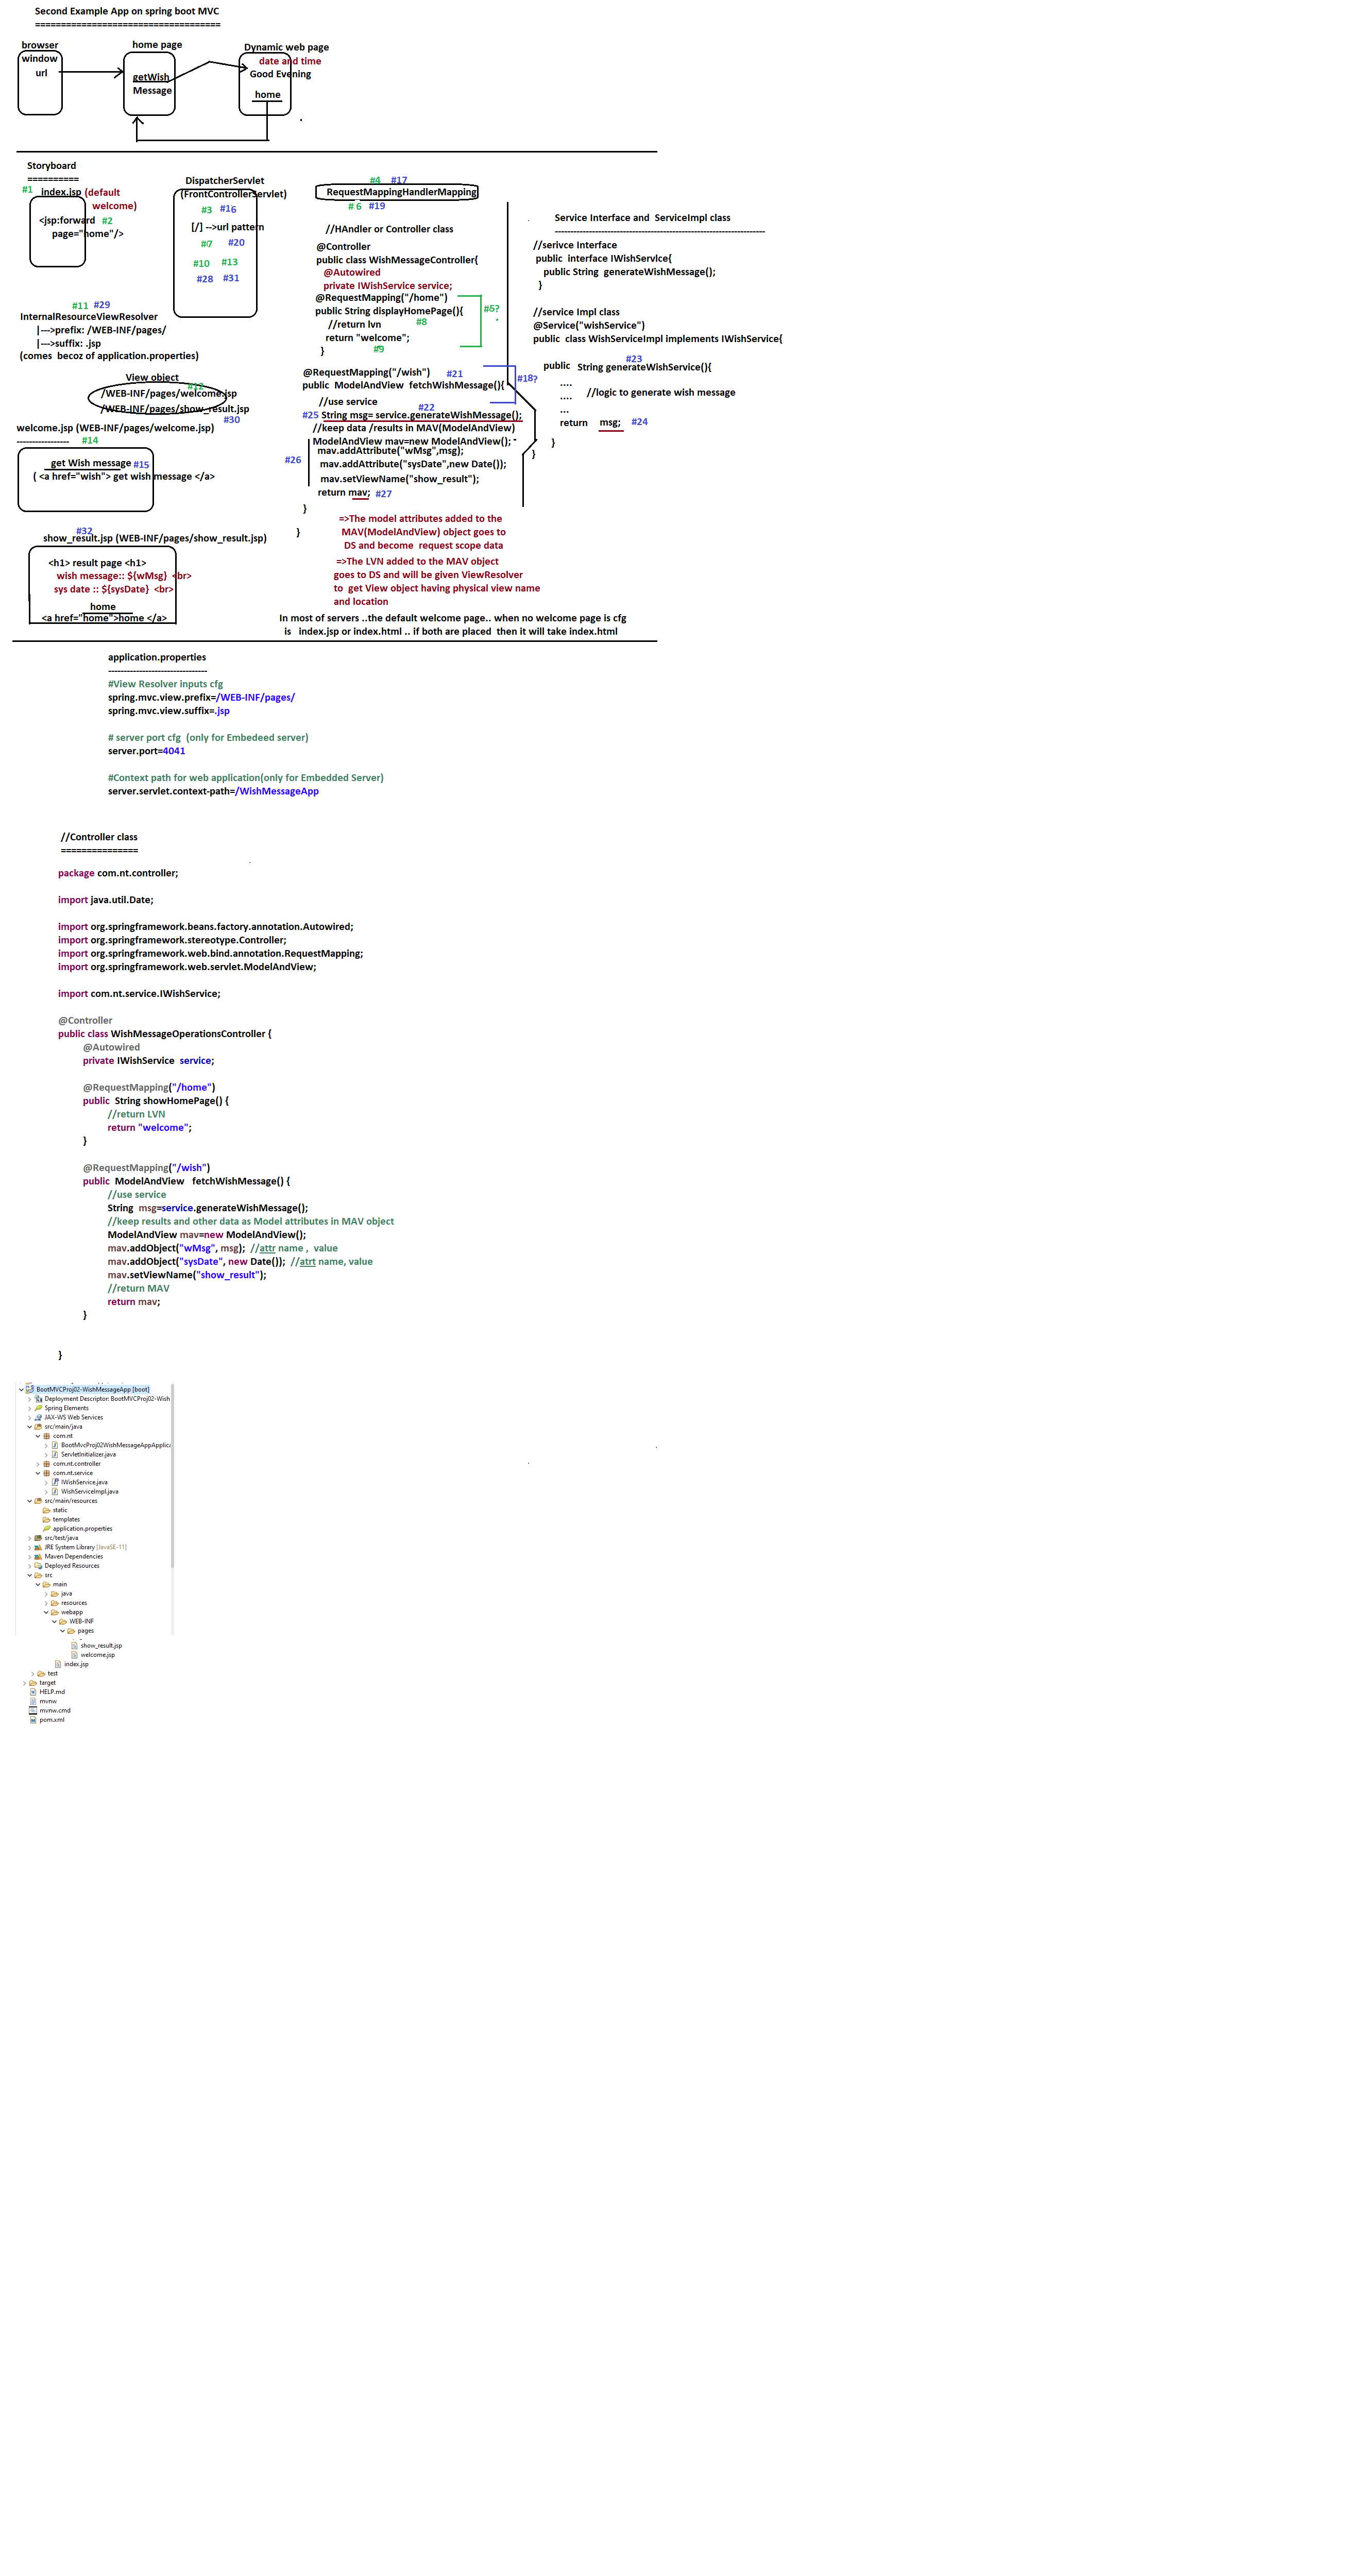 Second Example App on spring boot MVC
====================================
browser
window
url
home page
getWish
Message
Dynamic web page
date and time
Good Evening
home
Storyboard
==========
#1 index.jsp (default
welcome)
<jsp:forward #2
page="home"/>
DispatcherServlet
(FrontControllerServlet)
#3 #16
[/] -->url pattern
#7 #20
#10 #13
#28 #31
#11 #29
InternalResourceViewResolver
|--->prefix: /WEB-INF/pages/
|--->suffix: .jsp
(comes becoz of application.properties)
View object
#12
/WEB-INF/pages/welcome.jsp
/WEB-INF/pages/show_result.jsp
#30
welcome.jsp (WEB-INF/pages/welcome.jsp)
----------------- #14
get Wish message #15
( <a href="wish"> get wish message </a>
#32
show_result.jsp (WEB-INF/pages/show_result.jsp)
<h1> result page <h1>
wish message:: ${wMsg} <br>
sys date :: ${sysDate} <br>
home
<a href="home">home </a>
#4 #17
RequestMappingHandlerMapping
# 6 #19
//HAndler or Controller class
@Controller
public class WishMessageController{
@Autowired
private IWishService service;
@RequestMapping("/home")
public String displayHomePage(){ #5?
//return lvn #8
return "welcome";
} #9
@RequestMapping("/wish") #21
public ModelAndView fetchWishMessage(){ #18?
//use service
#22
#25 String msg= service.generateWishMessage();
//keep data /results in MAV(ModelAndView)
ModelAndView mav=new ModelAndView();
mav.addAttribute("wMsg",msg);
#26 mav.addAttribute("sysDate",new Date());
mav.setViewName("show_result");
return mav; #27
}
}
=>The model attributes added to the
MAV(ModelAndView) object goes to
DS and become request scope data
=>The LVN added to the MAV object
goes to DS and will be given ViewResolver
to get View object having physical view name
and location
In most of servers ..the default welcome page.. when no welcome page is cfg
is index.jsp or index.html .. if both are placed then it will take index.html
Service Interface and ServiceImpl class
--------------------------------------------------------------------
//serivce Interface
public interface IWishService{
public String generateWishMessage();
}
//service Impl class
@Service("wishService")
public class WishServiceImpl implements IWishService{
#23
public String generateWishService(){
....
.... //logic to generate wish message
...
return msg; #24
}
}
application.properties
--------------------------------
#View Resolver inputs cfg
spring.mvc.view.prefix=/WEB-INF/pages/
spring.mvc.view.suffix=.jsp
# server port cfg (only for Embedeed server)
server.port=4041
#Context path for web application(only for Embedded Server)
server.servlet.context-path=/WishMessageApp
//Controller class
===============
package com.nt.controller;
import java.util.Date;
import org.springframework.beans.factory.annotation.Autowired;
import org.springframework.stereotype.Controller;
import org.springframework.web.bind.annotation.RequestMapping;
import org.springframework.web.servlet.ModelAndView;
import com.nt.service.IWishService;
@Controller
public class WishMessageOperationsController {
@Autowired
private IWishService service;
@RequestMapping("/home")
public String showHomePage() {
//return LVN
return "welcome";
}
@RequestMapping("/wish")
public ModelAndView fetchWishMessage() {
//use service
String msg=service.generateWishMessage();
//keep results and other data as Model attributes in MAV object
ModelAndView mav=new ModelAndView();
mav.addObject("wMsg", msg); //attr name , value
mav.addObject("sysDate", new Date()); //atrt name, value
mav.setViewName("show_result");
//return MAV
return mav;
}
}
BootMVCProj02-WishMessageApp [boot]
Deployment Descriptor: BootMVCProj02-Wish
Spring Elements
JAX-WS Web Services
src/main/java
com.nt
BootMvcProj02WishMessageAppApplica
ServletInitializer.java
com.nt.controller
com.nt.service
IWishService.java
WishServiceImpl.java
src/main/resources
static
templates
application.properties
src/test/java
JRE System Library [JavaSE-11]
Maven Dependencies
Deployed Resources
src
main
java
resources
webapp
WEB-INF
pages
show_result.jsp
welcome.jsp
index.jsp
test
target
HELP.md
mvnw
mvnw.cmd
pom.xml